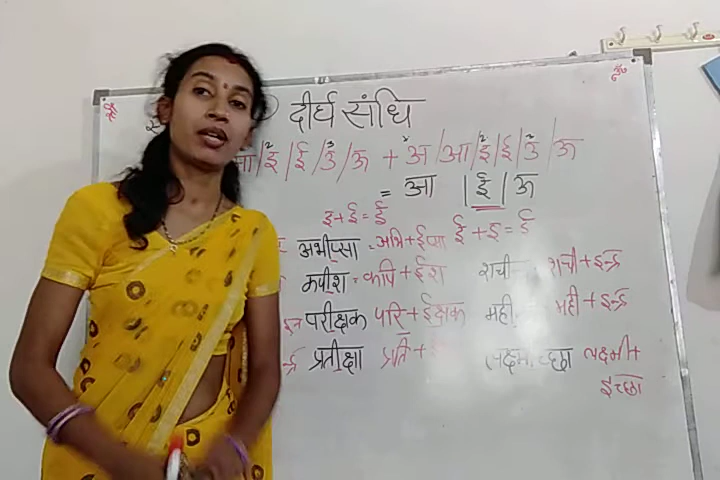 दीर्घ संधि
इ | ई | उ | ऊ + अ | आ | इ | ई | उ | ऊ
= आ | ई | ऊ
इ+ई = ई
ई + इ = ई
अभीप्सा = अभि + ईप्सा
कपीश = कपि + ईश शची शची + इन्द्र
परीक्षक परि + ईक्षक मही मही + इन्द्र
प्रतीक्षा प्रति + लक्ष्मी +
इच्छा